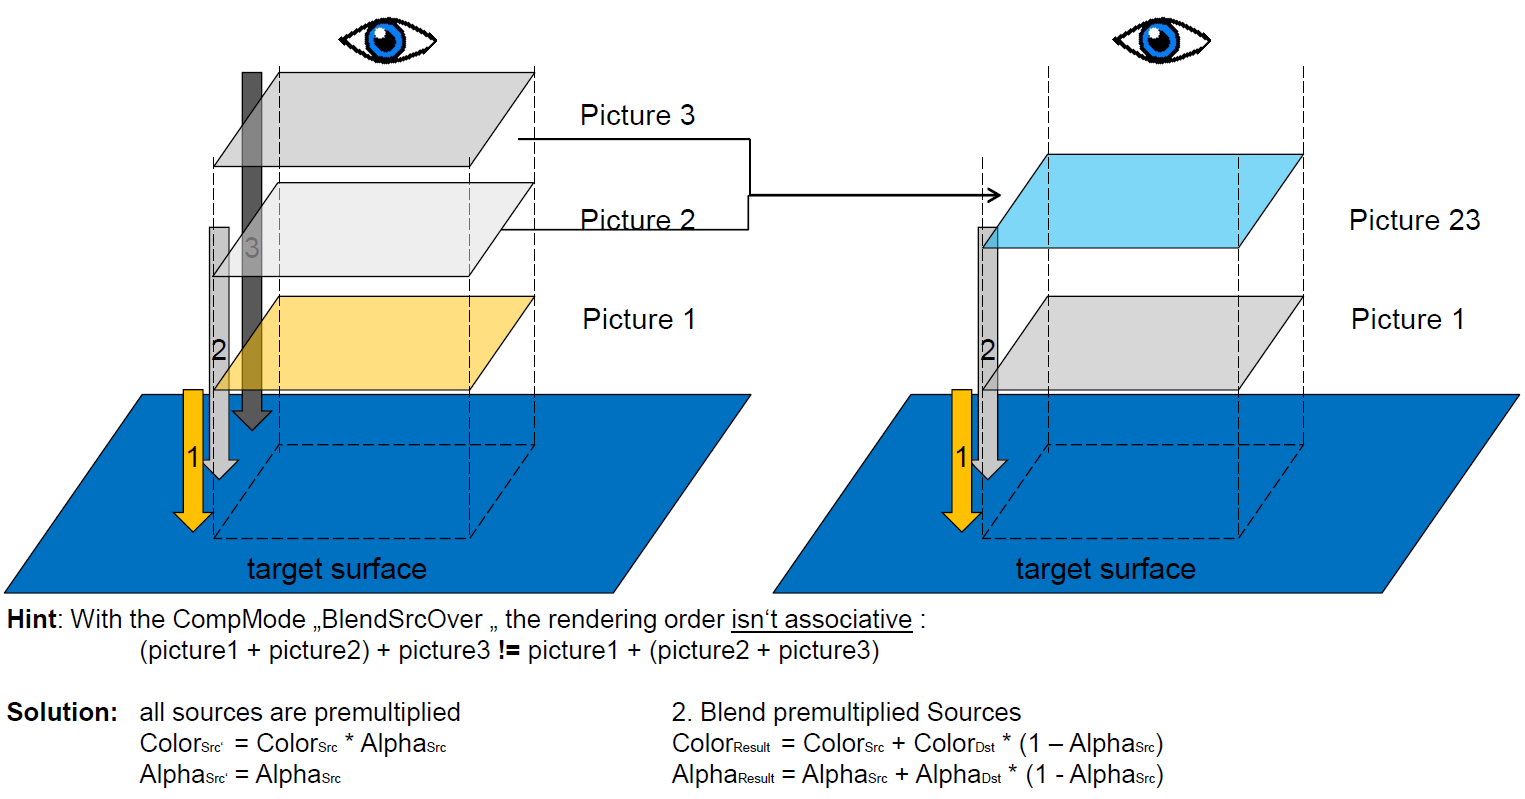 Picture 3
3
Picture 2
Picture 23
Picture 1
Picture 1
2
2
1
1
target surface
target surface
Hint: With the CompMode „BlendSrcOver „ the rendering order isn‘t associative :
(picture1 + picture2) + picture3 != picture1 + (picture2 + picture3)
Solution: all sources are premultiplied
ColorSrc‘ = ColorSrc * AlphaSrc
AlphaSrc‘ = AlphaSrc
2. Blend premultiplied Sources
ColorResult = ColorSrc + ColorDst * (1 – AlphaSrc)
AlphaResult = AlphaSrc + AlphaDst * (1 - AlphaSrc)